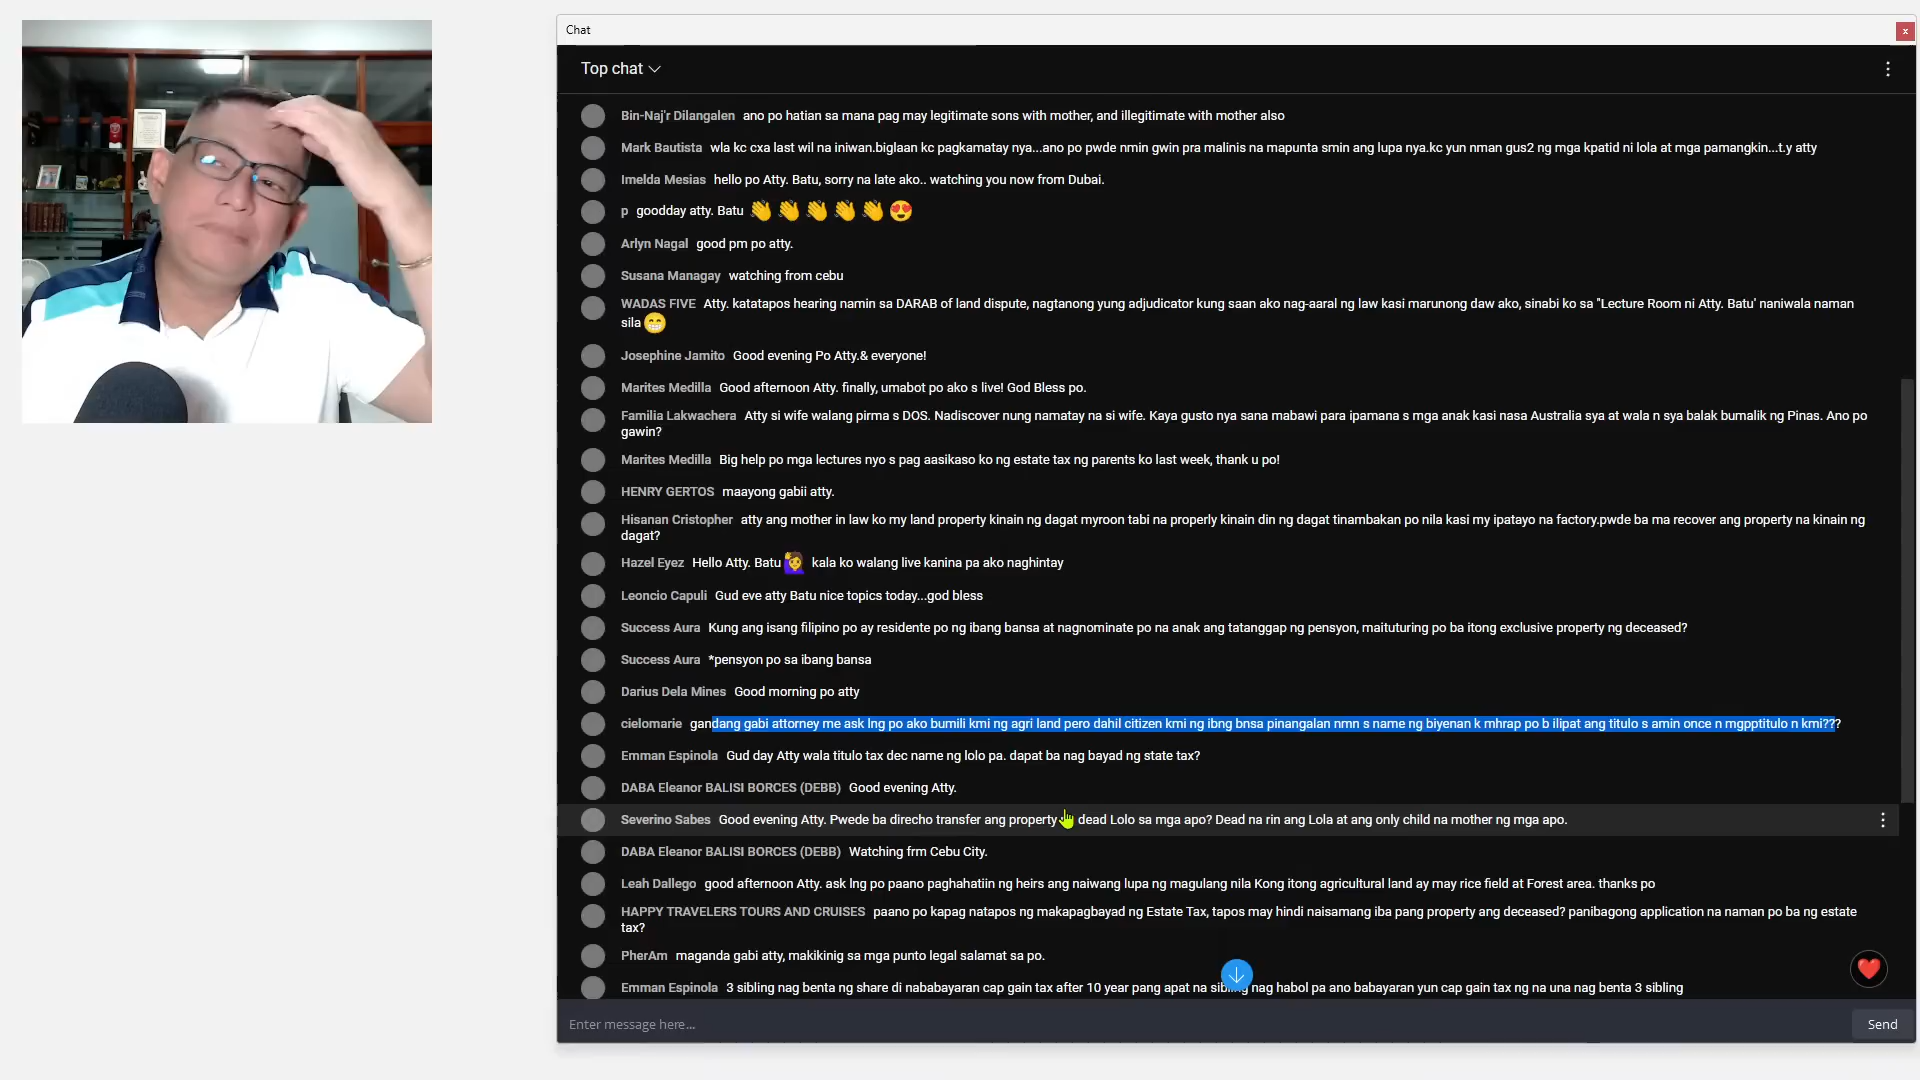 Chat
x
Top chat
Bin-Naj'r Dilangalen ano po hatian sa mana pag may legitimate sons with mother, and illegitimate with mother also
Mark Bautista wla kc cxa last wil na iniwan.biglaan kc pagkamatay nya...ano po pwde nmin gwin pra malinis na mapunta smin ang lupa nya.kc yun nman gus2 ng mga kpatid ni lola at mga pamangkin...t.y atty
Imelda Mesias hello po Atty. Batu, sorry na late ako.. watching you now from Dubai.
p goodday atty. Batu 👋👋👋👋👋😍
Arlyn Nagal good pm po atty.
Susana Managay watching from cebu
WADAS FIVE Atty. katatapos hearing namin sa DARAB of land dispute, nagtanong yung adjudicator kung saan ako nag-aaral ng law kasi marunong daw ako, sinabi ko sa "Lecture Room ni Atty. Batu' naniwala naman
sila😁
Josephine Jamito Good evening Po Atty.& everyone!
Marites Medilla Good afternoon Atty. finally, umabot po ako s live! God Bless po.
Familia Lakwachera Atty si wife walang pirma s DOS. Nadiscover nung namatay na si wife. Kaya gusto nya sana mabawi para ipamana s mga anak kasi nasa Australia sya at wala n sya balak bumalik ng Pinas. Ano po
gawin?
Marites Medilla Big help po mga lectures nyo s pag aasikaso ko ng estate tax ng parents ko last week, thank u po!
HENRY GERTOS maayong gabii atty.
Hisanan Cristopher atty ang mother in law ko my land property kinain ng dagat myroon tabi na properly kinain din ng dagat tinambakan po nila kasi my ipatayo na factory.pwde ba ma recover ang property na kinain ng
dagat?
Hazel Eyez Hello Atty. Batu🙋‍♀️ kala ko walang live kanina pa ako naghintay
Leoncio Capuli Gud eve atty Batu nice topics today...god bless
Success Aura Kung ang isang filipino po ay residente po ng ibang bansa at nagnominate po na anak ang tatanggap ng pensyon, maituturing po ba itong exclusive property ng deceased?
Success Aura *pensyon po sa ibang bansa
Darius Dela Mines Good morning po atty
cielomarie gandang gabi attorney me ask lng po ako bumili kmi ng agri land pero dahil citizen kmi ng ibng bnsa pinangalan nmn s name ng biyenan k mhrap po b ilipat ang titulo s amin once n mgpptitulo n kmi???
Emman Espinola Gud day Atty wala titulo tax dec name ng lolo pa. dapat ba nag bayad ng state tax?
DABA Eleanor BALISI BORCES (DEBB) Good evening Atty.
Severino Sabes Good evening Atty. Pwede ba direcho transfer ang property dead Lolo sa mga apo? Dead na rin ang Lola at ang only child na mother ng mga apo.
DABA Eleanor BALISI BORCES (DEBB) Watching frm Cebu City.
Leah Dallego good afternoon Atty. ask lng po paano paghahatiin ng heirs ang naiwang lupa ng magulang nila Kong itong agricultural land ay may rice field at Forest area. thanks po
HAPPY TRAVELERS TOURS AND CRUISES paano po kapag natapos ng makapagbayad ng Estate Tax, tapos may hindi naisamang iba pang property ang deceased? panibagong application na naman po ba ng estate
tax?
PherAm maganda gabi atty, makikinig sa mga punto legal salamat sa po.
Emman Espinola 3 sibling nag benta ng share di nababayaran cap gain tax after 10 year pang apat na sibling nag habol pa ano babayaran yun cap gain tax ng na una nag benta 3 sibling
Enter message here...
Send